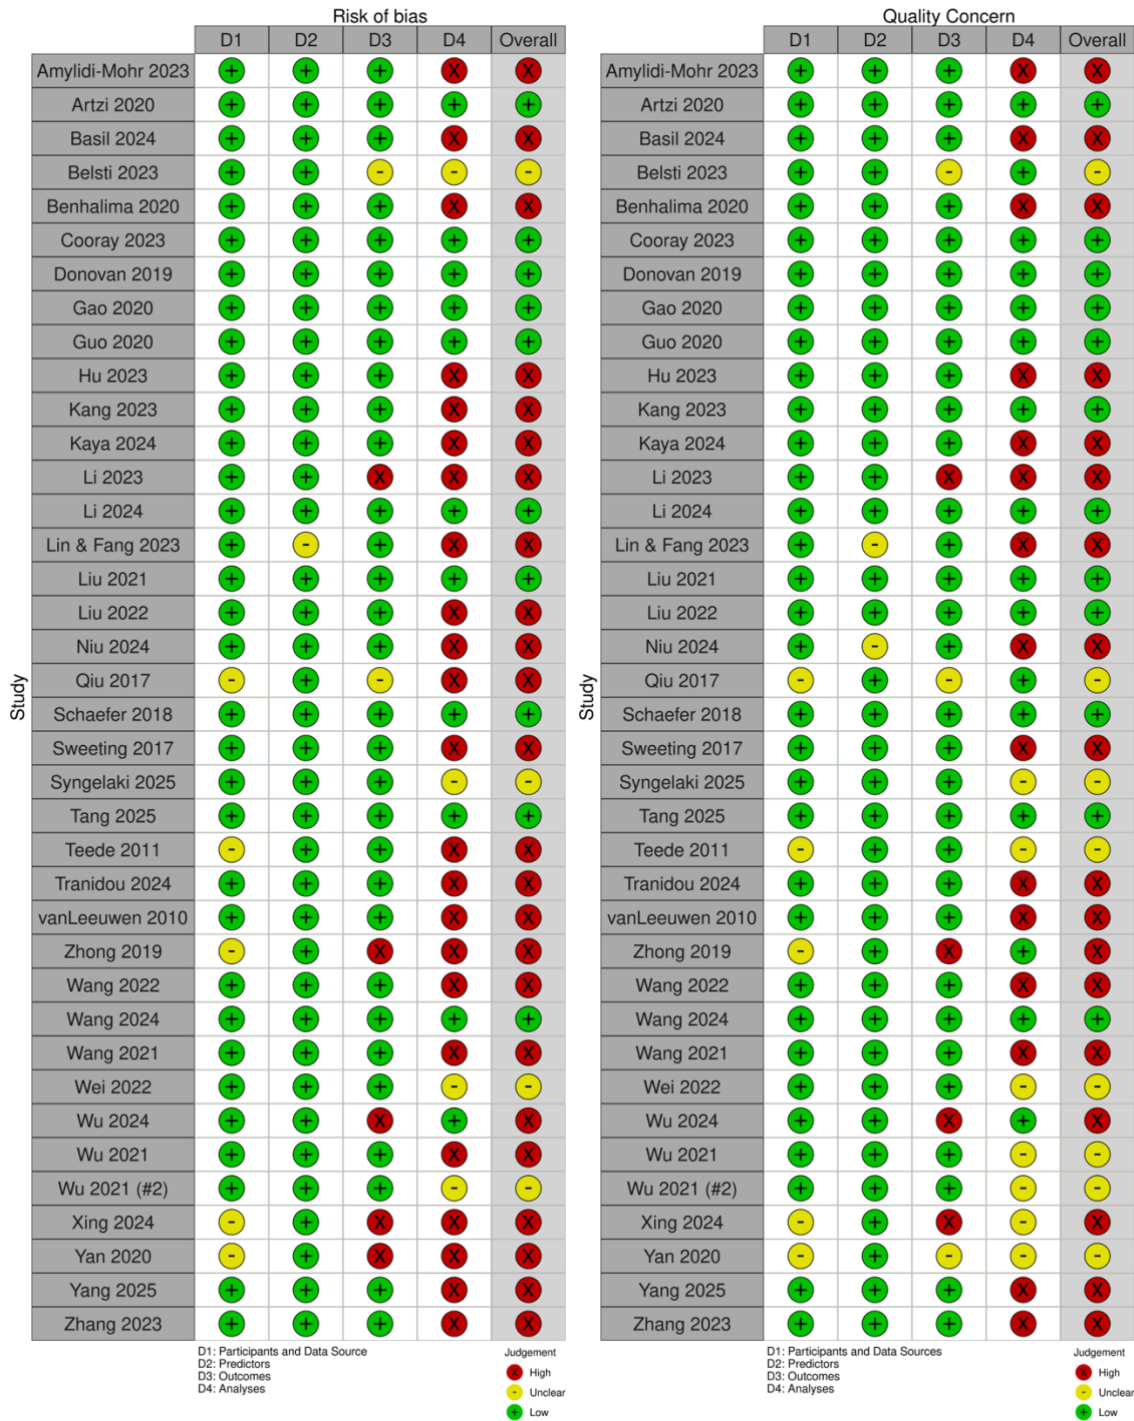 Risk of bias
D1 D2 D3 D4 Overall
Study
Amylidi-Mohr 2023 + + + X X
Artzi 2020 + + + + +
Basil 2024 + + + X X
Belsti 2023 + + - - -
Benhalima 2020 + + + X X
Cooray 2023 + + + + +
Donovan 2019 + + + + +
Gao 2020 + + + + +
Guo 2020 + + + + +
Hu 2023 + + + X X
Kang 2023 + + + X X
Kaya 2024 + + + X X
Li 2023 + + X X X
Li 2024 + + + + +
Lin & Fang 2023 + - + X X
Liu 2021 + + + + +
Liu 2022 + + + X X
Niu 2024 + + + X X
Qiu 2017 - + - X X
Schaefer 2018 + + + + +
Sweeting 2017 + + + X X
Syngelaki 2025 + + + - -
Tang 2025 + + + + +
Teede 2011 - + + X X
Tranidou 2024 + + + X X
vanLeeuwen 2010 + + + X X
Zhong 2019 - + X X X
Wang 2022 + + + X X
Wang 2024 + + + + +
Wang 2021 + + + X X
Wei 2022 + + + - -
Wu 2024 + + X + X
Wu 2021 + + + X X
Wu 2021 (#2) + + + - -
Xing 2024 - + X X X
Yan 2020 - + X X X
Yang 2025 + + + X X
Zhang 2023 + + + X X
D1: Participants and Data Source
D2: Predictors
D3: Outcomes
D4: Analyses
Judgement
X High
- Unclear
+ Low
Quality Concern
D1 D2 D3 D4 Overall
Study
Amylidi-Mohr 2023 + + + X X
Artzi 2020 + + + + +
Basil 2024 + + + X X
Belsti 2023 + + - + -
Benhalima 2020 + + + X X
Cooray 2023 + + + + +
Donovan 2019 + + + + +
Gao 2020 + + + + +
Guo 2020 + + + + +
Hu 2023 + + + X X
Kang 2023 + + + + +
Kaya 2024 + + + X X
Li 2023 + + X X X
Li 2024 + + + + +
Lin & Fang 2023 + - + X X
Liu 2021 + + + + +
Liu 2022 + + + + +
Niu 2024 + - + X X
Qiu 2017 - + - + -
Schaefer 2018 + + + + +
Sweeting 2017 + + + X X
Syngelaki 2025 + + + - -
Tang 2025 + + + + +
Teede 2011 - + + - -
Tranidou 2024 + + + X X
vanLeeuwen 2010 + + + X X
Zhong 2019 - + X + X
Wang 2022 + + + X X
Wang 2024 + + + + +
Wang 2021 + + + X X
Wei 2022 + + + - -
Wu 2024 + + X + X
Wu 2021 + + + - -
Wu 2021 (#2) + + + - -
Xing 2024 - + X - X
Yan 2020 - + - - -
Yang 2025 + + + X X
Zhang 2023 + + + X X
D1: Participants and Data Sources
D2: Predictors
D3: Outcomes
D4: Analyses
Judgement
X High
- Unclear
+ Low